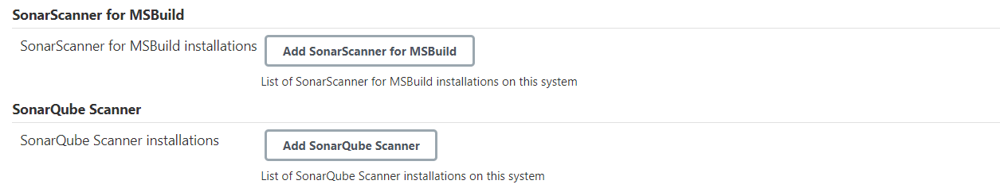 SonarScanner for MSBuild
SonarScanner for MSBuild installations
Add SonarScanner for MSBuild
List of SonarScanner for MSBuild installations on this system
SonarQube Scanner
SonarQube Scanner installations
Add SonarQube Scanner
List of SonarQube Scanner installations on this system